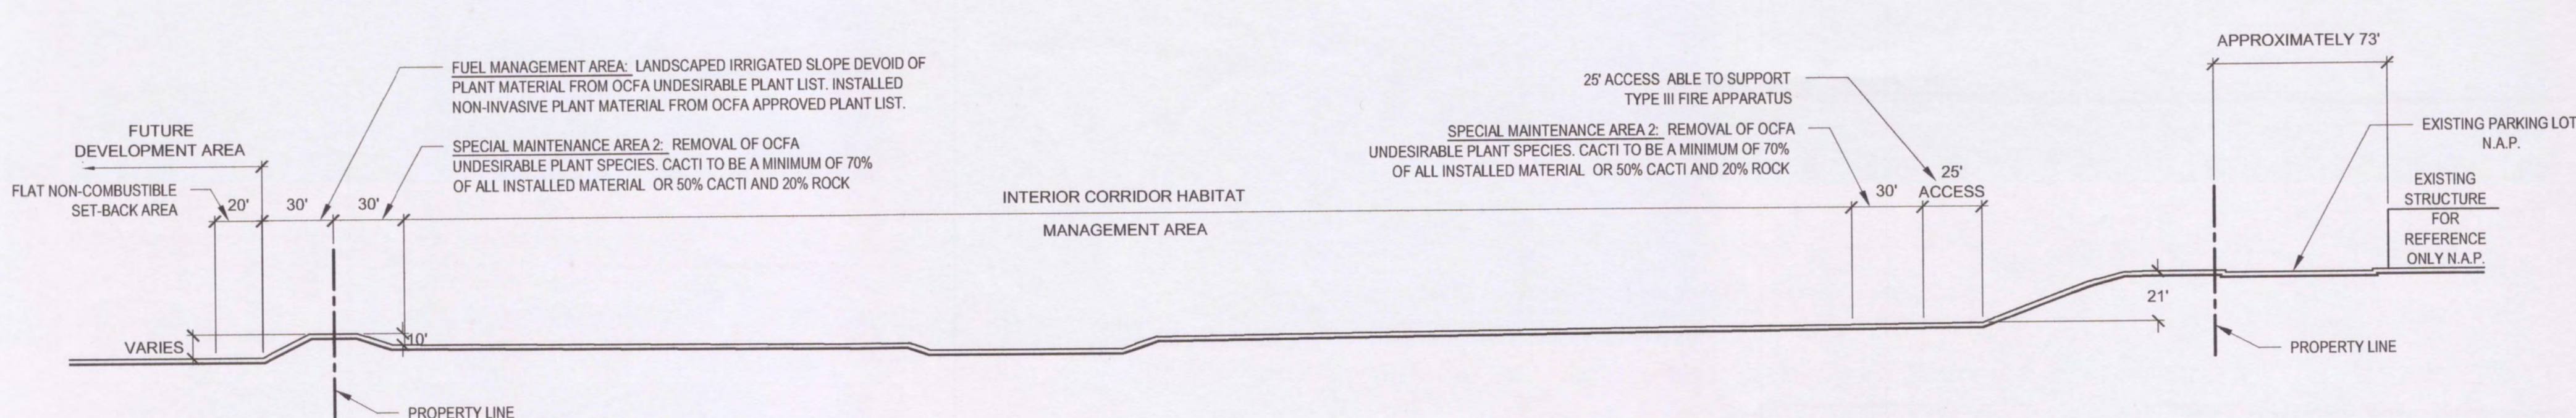 FUTURE
DEVELOPMENT AREA
FLAT NON-COMBUSTIBLE
SET-BACK AREA
20'
30'
30'
FUEL MANAGEMENT AREA: LANDSCAPED IRRIGATED SLOPE DEVOID OF
PLANT MATERIAL FROM OCFA UNDESIRABLE PLANT LIST. INSTALLED
NON-INVASIVE PLANT MATERIAL FROM OCFA APPROVED PLANT LIST.
SPECIAL MAINTENANCE AREA 2: REMOVAL OF OCFA
UNDESIRABLE PLANT SPECIES. CACTI TO BE A MINIMUM OF 70%
OF ALL INSTALLED MATERIAL OR 50% CACTI AND 20% ROCK
VARIES
10'
PROPERTY LINE
INTERIOR CORRIDOR HABITAT
MANAGEMENT AREA
25' ACCESS ABLE TO SUPPORT
TYPE III FIRE APPARATUS
SPECIAL MAINTENANCE AREA 2: REMOVAL OF OCFA
UNDESIRABLE PLANT SPECIES. CACTI TO BE A MINIMUM OF 70%
OF ALL INSTALLED MATERIAL OR 50% CACTI AND 20% ROCK
30'
25'
ACCESS
APPROXIMATELY 73'
EXISTING PARKING LOT
N.A.P.
EXISTING
STRUCTURE
FOR
REFERENCE
ONLY N.A.P.
21'
PROPERTY LINE